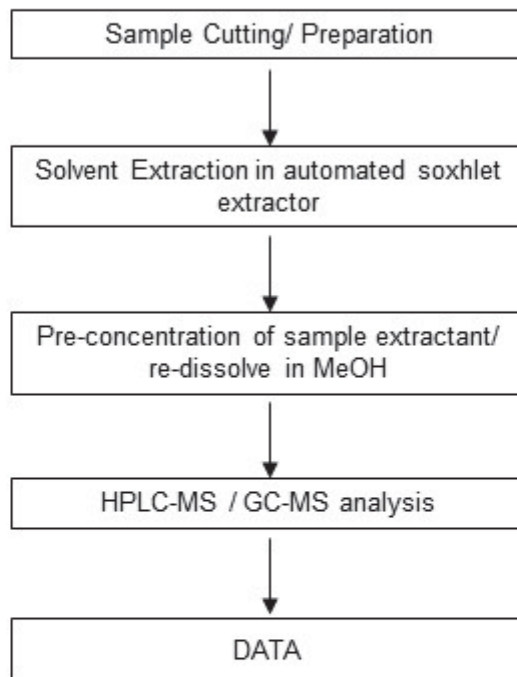 Sample Cutting/ Preparation
Solvent Extraction in automated soxhlet
extractor
Pre-concentration of sample extractant/
re-dissolve in MeOH
HPLC-MS / GC-MS analysis
DATA